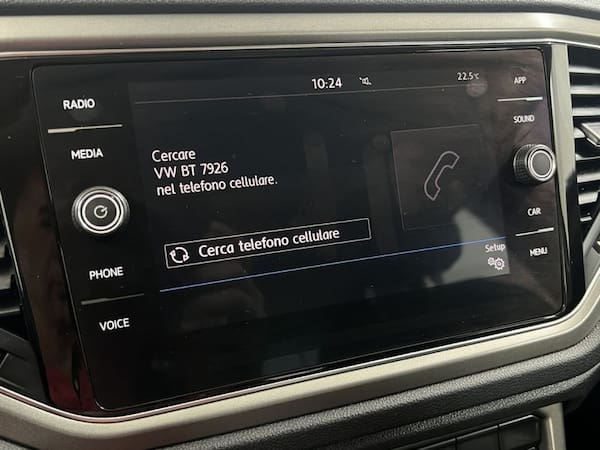 10:24
22.5°C
RADIO
MEDIA
PHONE
VOICE
Cercare
VW BT 7926
nel telefono cellulare.
Cerca telefono cellulare
Setup
APP
SOUND
CAR
MENU